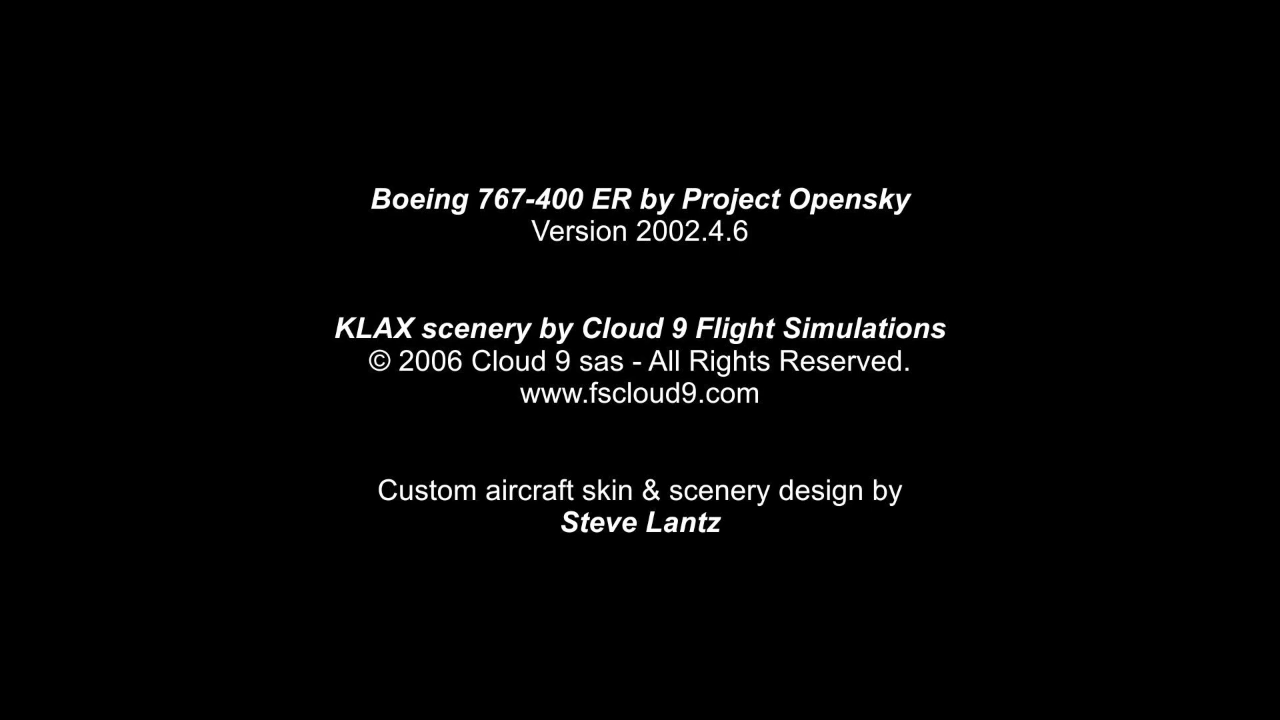 Boeing 767-400 ER by Project Opensky
Version 2002.4.6
KLAX scenery by Cloud 9 Flight Simulations
© 2006 Cloud 9 sas - All Rights Reserved.
www.fscloud9.com
Custom aircraft skin & scenery design by
Steve Lantz